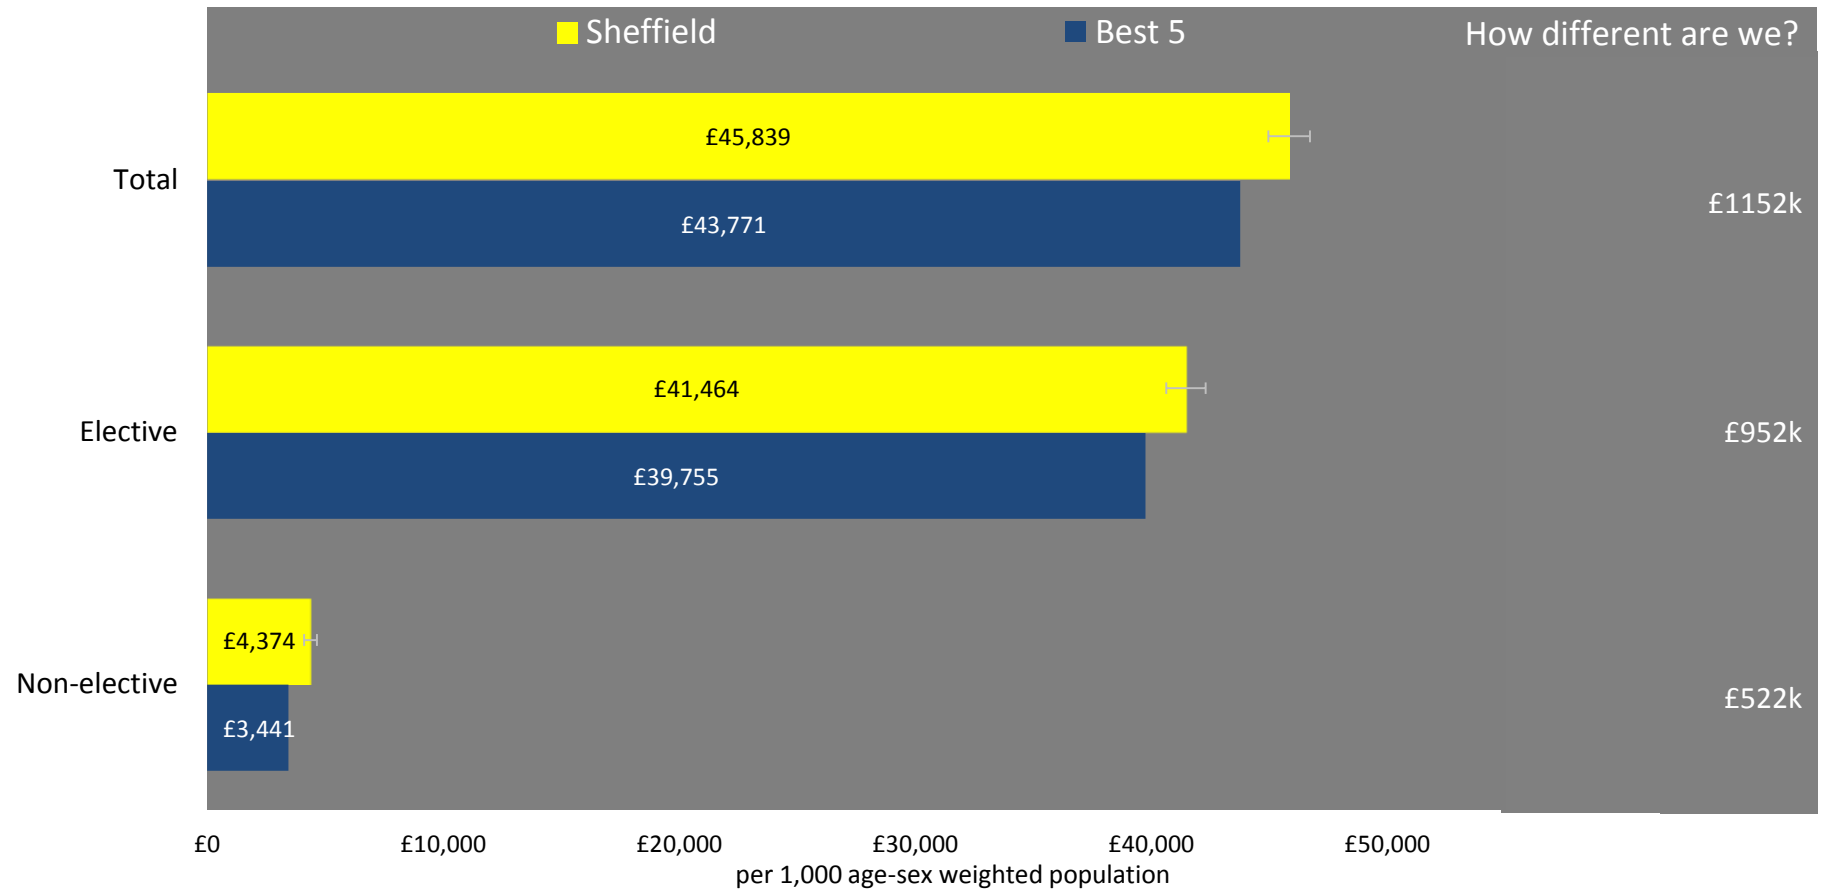 Sheffield Best 5 How different are we?
Total £45,839
£43,771
£1152k
Elective £41,464
£39,755
£952k
Non-elective £4,374
£3,441
£522k
£0 £10,000 £20,000 £30,000 £40,000 £50,000
per 1,000 age-sex weighted population